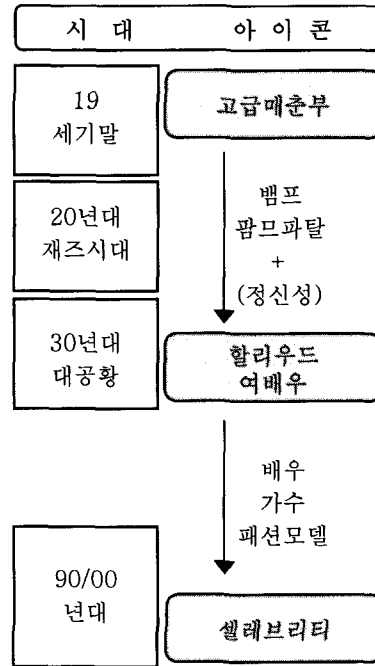 시 대 아 이 콘
19
세기말
고급매춘부
뱀프
팜므파탈
+
(정신성)
20년대
재즈시대
30년대
대공황
할리우드
여배우
배우
가수
패션모델
90/00
년대
셀레브리티